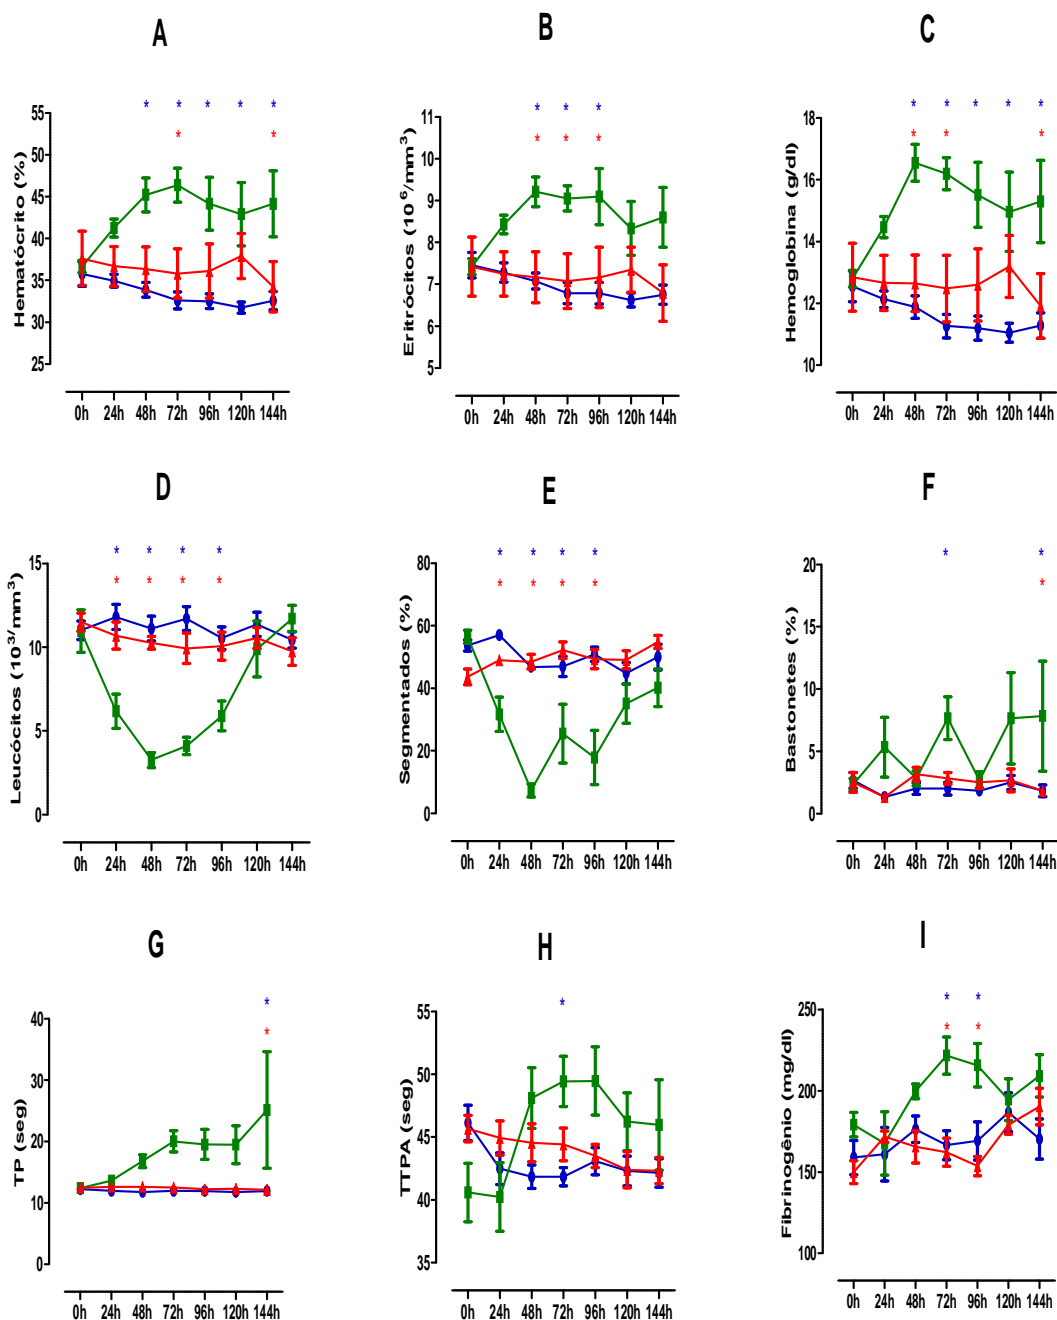 A
B
C
* * * * *
* *
Hematócrito (%)
55
50
45
40
35
30
25
0h 24h 48h 72h 96h 120h 144h
* * *
* * *
Eritrócitos (10⁶/mm³)
11
10
9
8
7
6
5
0h 24h 48h 72h 96h 120h 144h
* * * * *
* * *
Hemoglobina (g/dl)
18
16
14
12
10
0h 24h 48h 72h 96h 120h 144h
D
E
F
* * * *
* * * *
Leucócitos (10³/mm³)
15
10
5
0
0h 24h 48h 72h 96h 120h 144h
* * * *
* * * *
Segmentados (%)
80
60
40
20
0
0h 24h 48h 72h 96h 120h 144h
* *
*
Bastonetes (%)
20
15
10
5
0
0h 24h 48h 72h 96h 120h 144h
G
H
I
*
*
TP (seg)
40
30
20
10
0
0h 24h 48h 72h 96h 120h 144h
*
TTPA (seg)
55
50
45
40
35
0h 24h 48h 72h 96h 120h 144h
* *
* *
Fibrinogênio (mg/dl)
250
200
150
100
0h 24h 48h 72h 96h 120h 144h